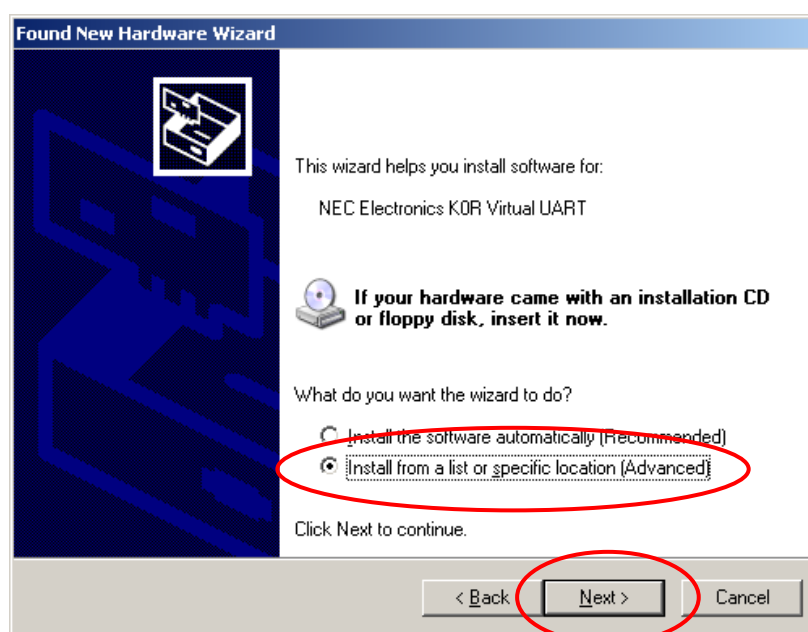 Found New Hardware Wizard
This wizard helps you install software for:
NEC Electronics K0R Virtual UART
If your hardware came with an installation CD
or floppy disk, insert it now.
What do you want the wizard to do?
Install the software automatically (Recommended)
Install from a list or specific location (Advanced)
Click Next to continue.
< Back Next > Cancel